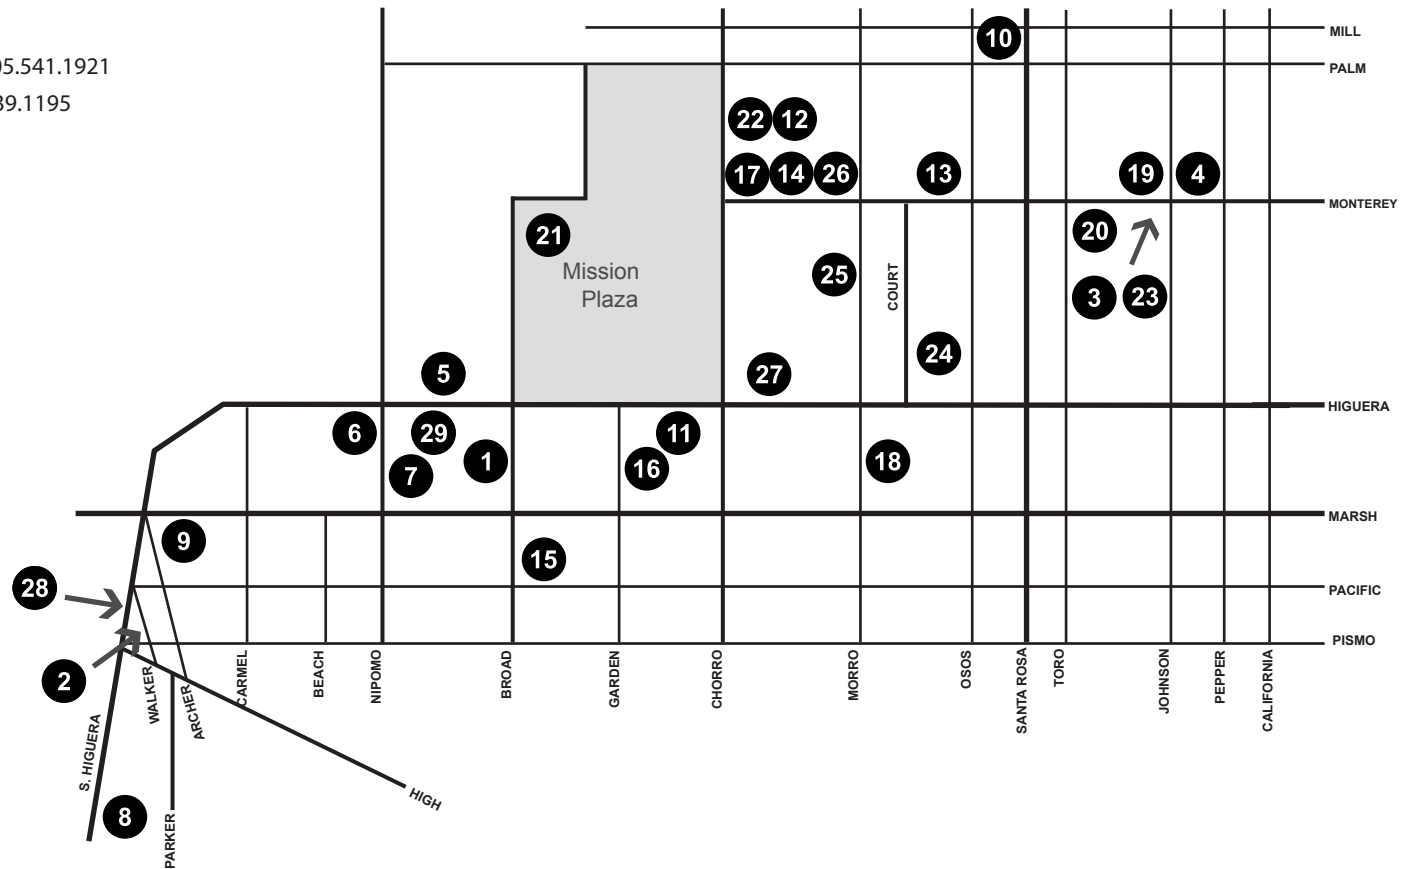 05.541.1921
39.1195
MILL
10
PALM
22 12
17 14 26 13 19 4
MONTEREY
21
20
Mission
Plaza
25
COURT
3 23
24
5
27
HIGUERA
6 29 11
7 1 16 18
MARSH
9
15
28
PACIFIC
PISMO
2
WALKER
ARCHER
CARMEL
BEACH
NIPOMO
BROAD
GARDEN
CHORRO
MORRO
OSOS
SANTA ROSA
TORO
JOHNSON
PEPPER
CALIFORNIA
S. HIGUERA
8
PARKER
HIGH